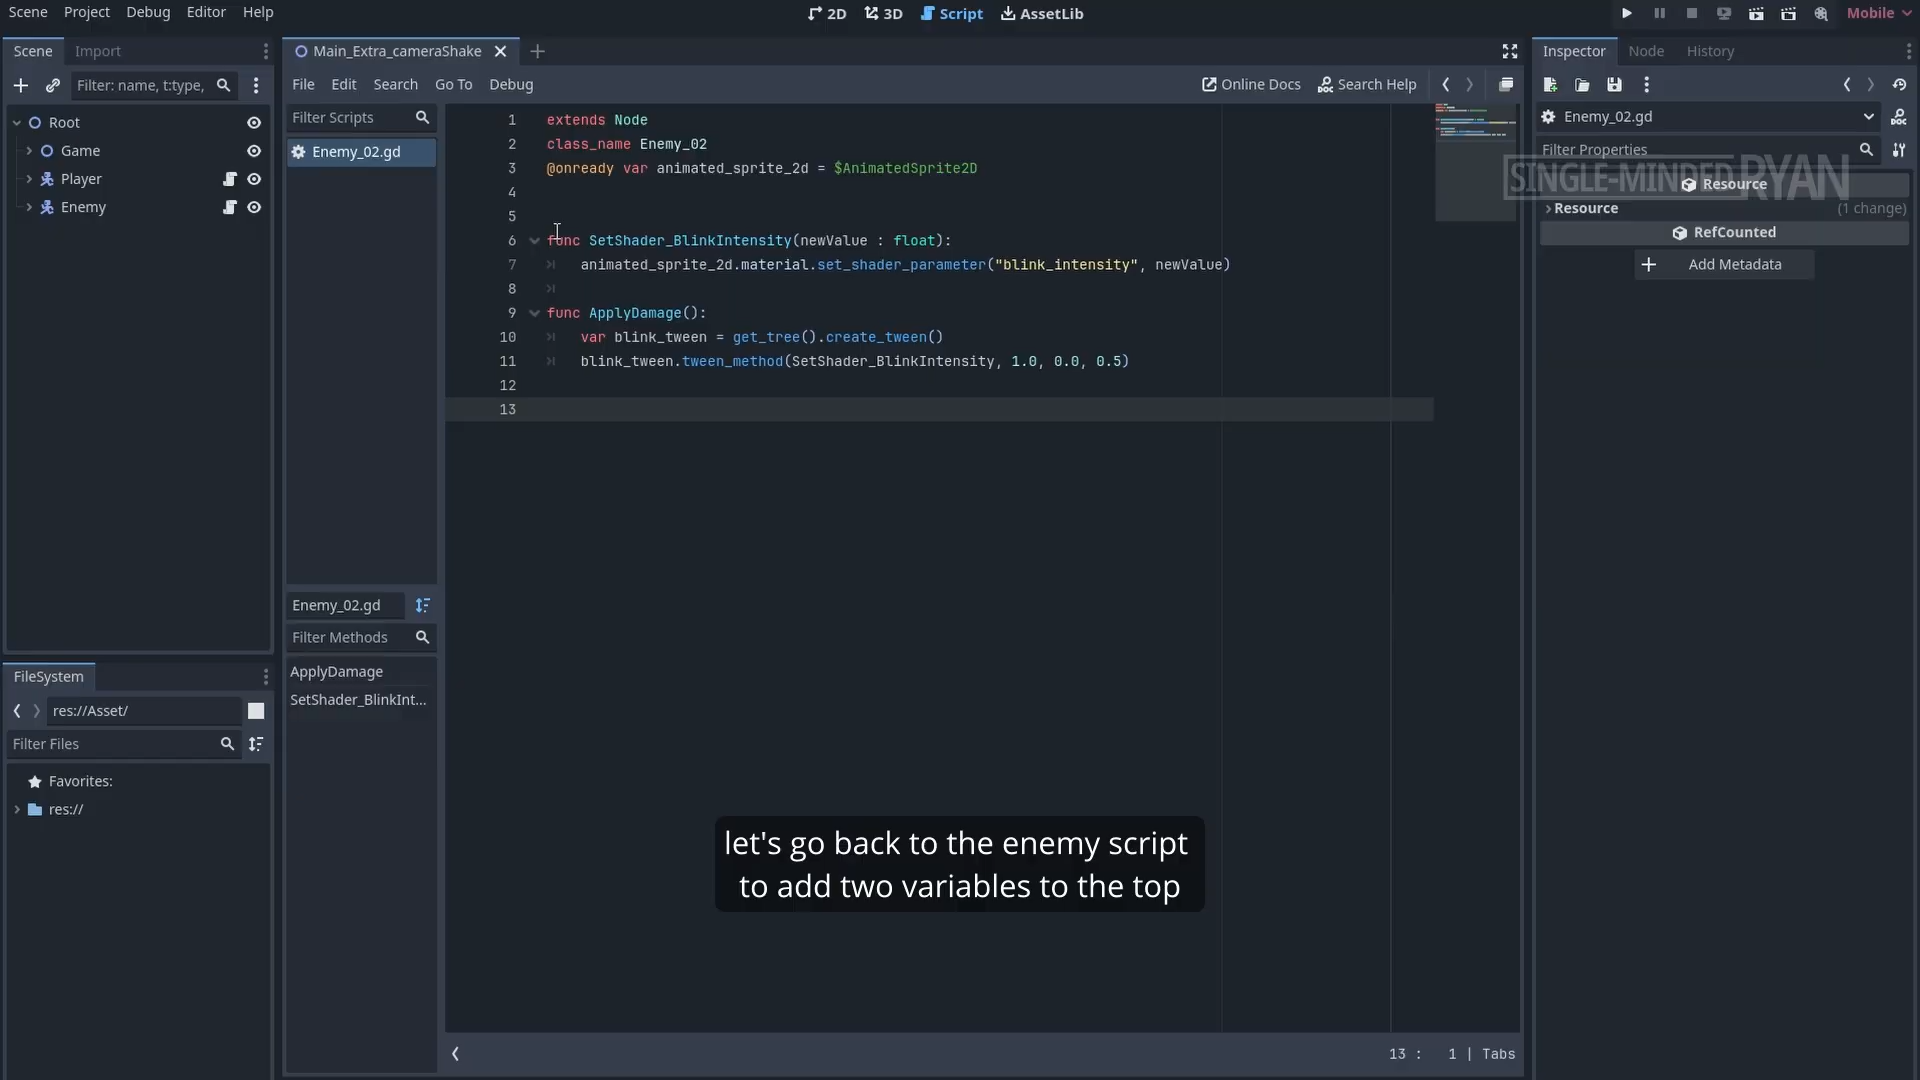 Scene Project Debug Editor Help
2D 3D Script AssetLib
Mobile
Scene Import
Filter: name, t:type,
Root
Game
Player
Enemy
FileSystem
res://Asset/
Filter Files
Favorites:
res://
Main_Extra_cameraShake
File Edit Search Go To Debug
Online Docs Search Help
Filter Scripts
Enemy_02.gd
Enemy_02.gd
Filter Methods
ApplyDamage
SetShader_BlinkInt...
1 extends Node
2 class_name Enemy_02
3 @onready var animated_sprite_2d = $AnimatedSprite2D
4
5
6 func SetShader_BlinkIntensity(newValue : float):
7 animated_sprite_2d.material.set_shader_parameter("blink_intensity", newValue)
8
9 func ApplyDamage():
10 var blink_tween = get_tree().create_tween()
11 blink_tween.tween_method(SetShader_BlinkIntensity, 1.0, 0.0, 0.5)
12
13
let's go back to the enemy script
to add two variables to the top
13 : 1 | Tabs
Inspector Node History
Enemy_02.gd
Filter Properties
SINGLE-MINDED RYAN
Resource
Resource (1 change)
RefCounted
Add Metadata